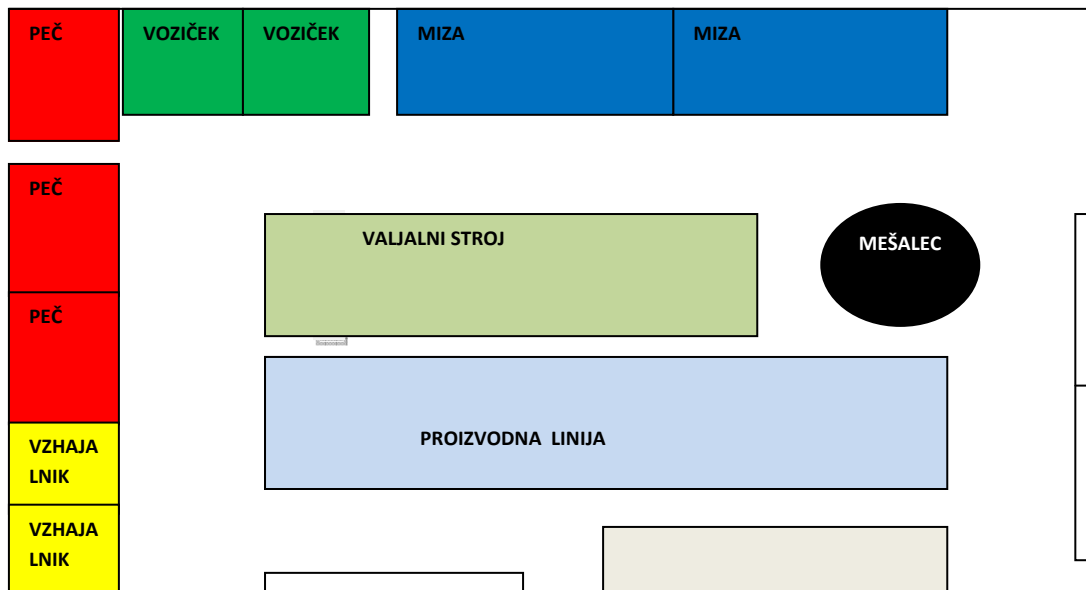 PEČ
VOZIČEK
VOZIČEK
MIZA
MIZA
PEČ
VALJALNI STROJ
MEŠALEC
PEČ
PROIZVODNA LINIJA
VZHAJA
LNIK
VZHAJA
LNIK